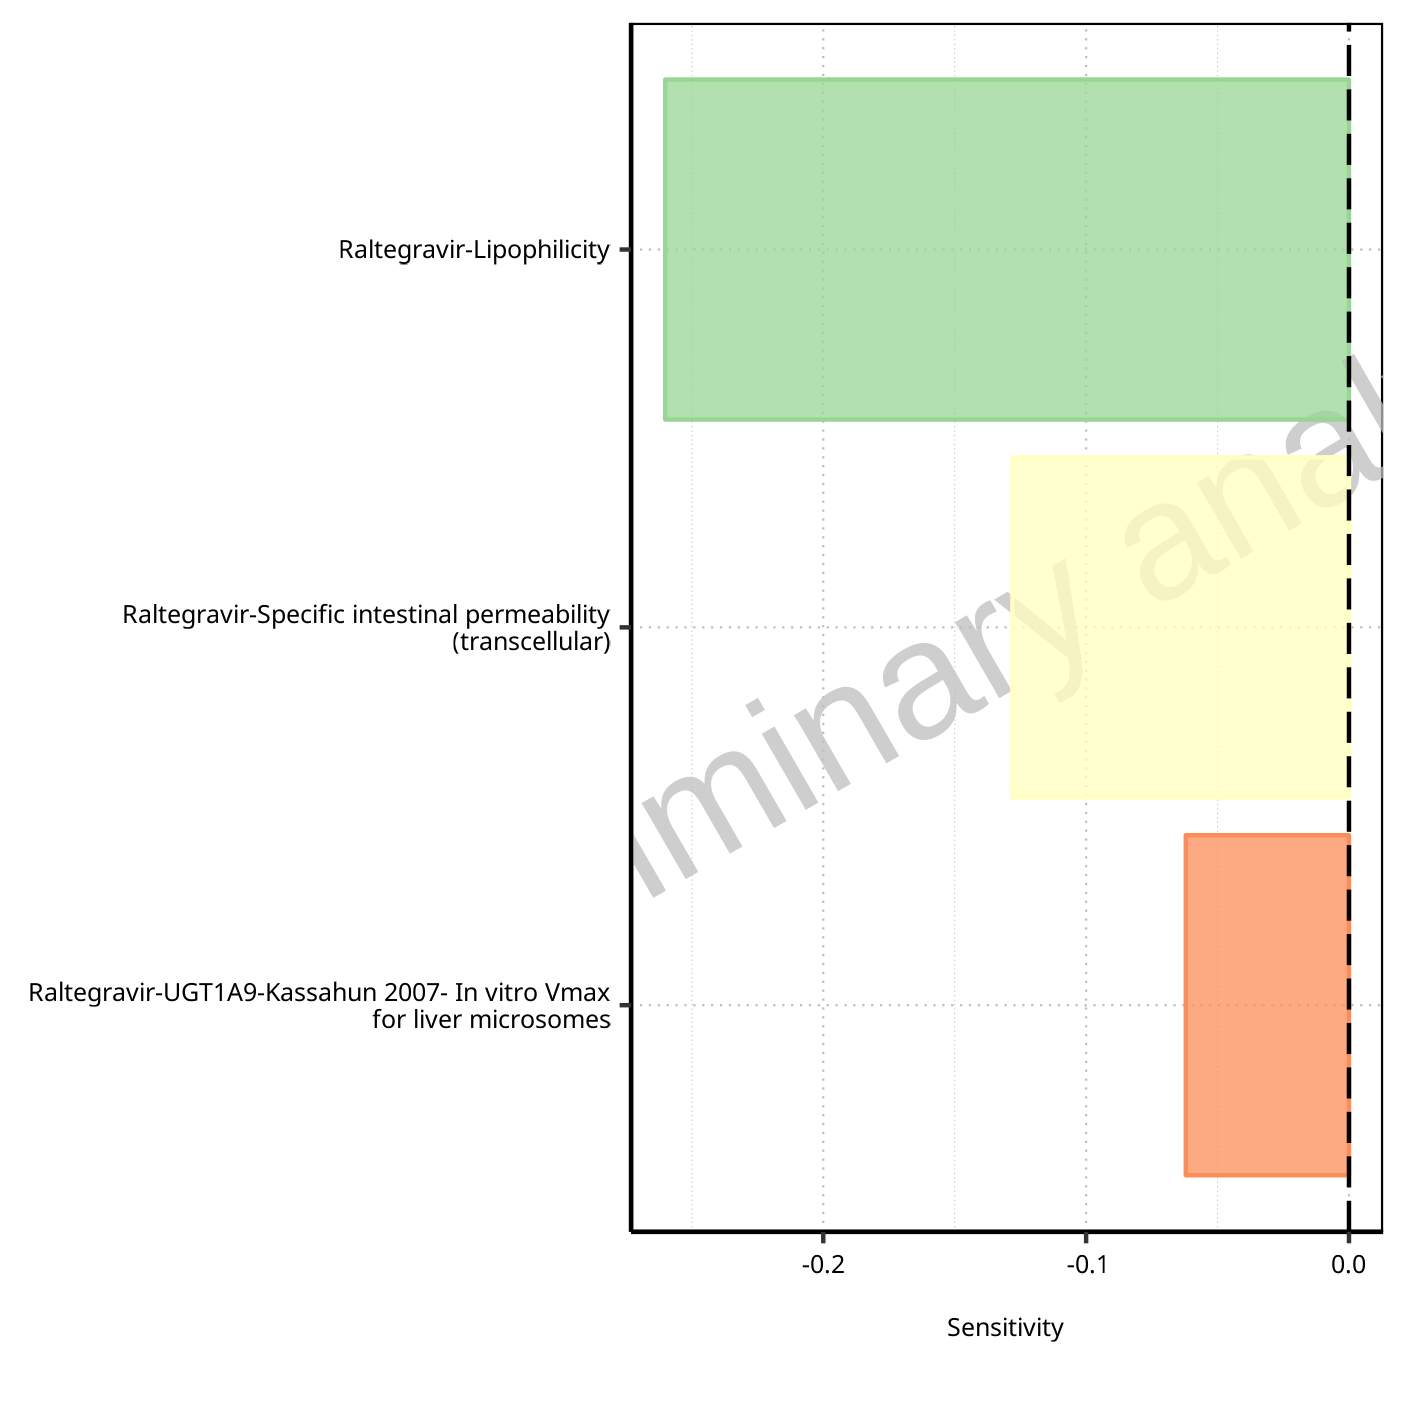 Raltegravir-Lipophilicity
Raltegravir-Specific intestinal permeability
(transcellular)
Raltegravir-UGT1A9-Kassahun 2007- In vitro Vmax
for liver microsomes
minary anal
-0.2
-0.1
0.0
Sensitivity